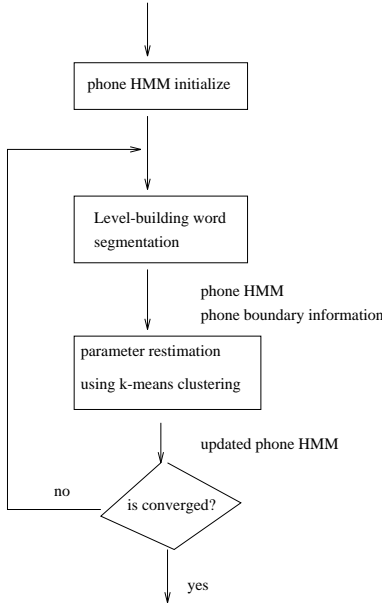 phone HMM initialize
Level-building word
segmentation
phone HMM
phone boundary information
parameter restimation
using k-means clustering
updated phone HMM
no
is converged?
yes